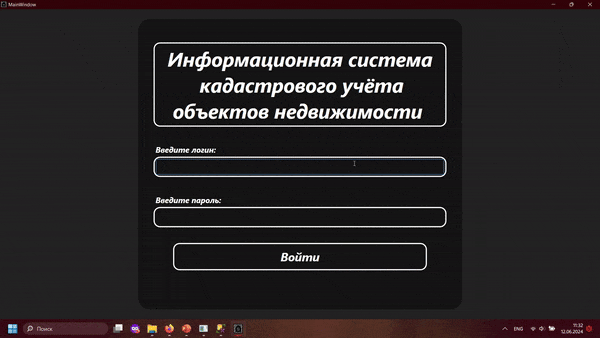 MainWindow
Информационная система
кадастрового учёта
объектов недвижимости
Введите логин:
Введите пароль:
Войти
Поиск
ENG
11:32
12.06.2024